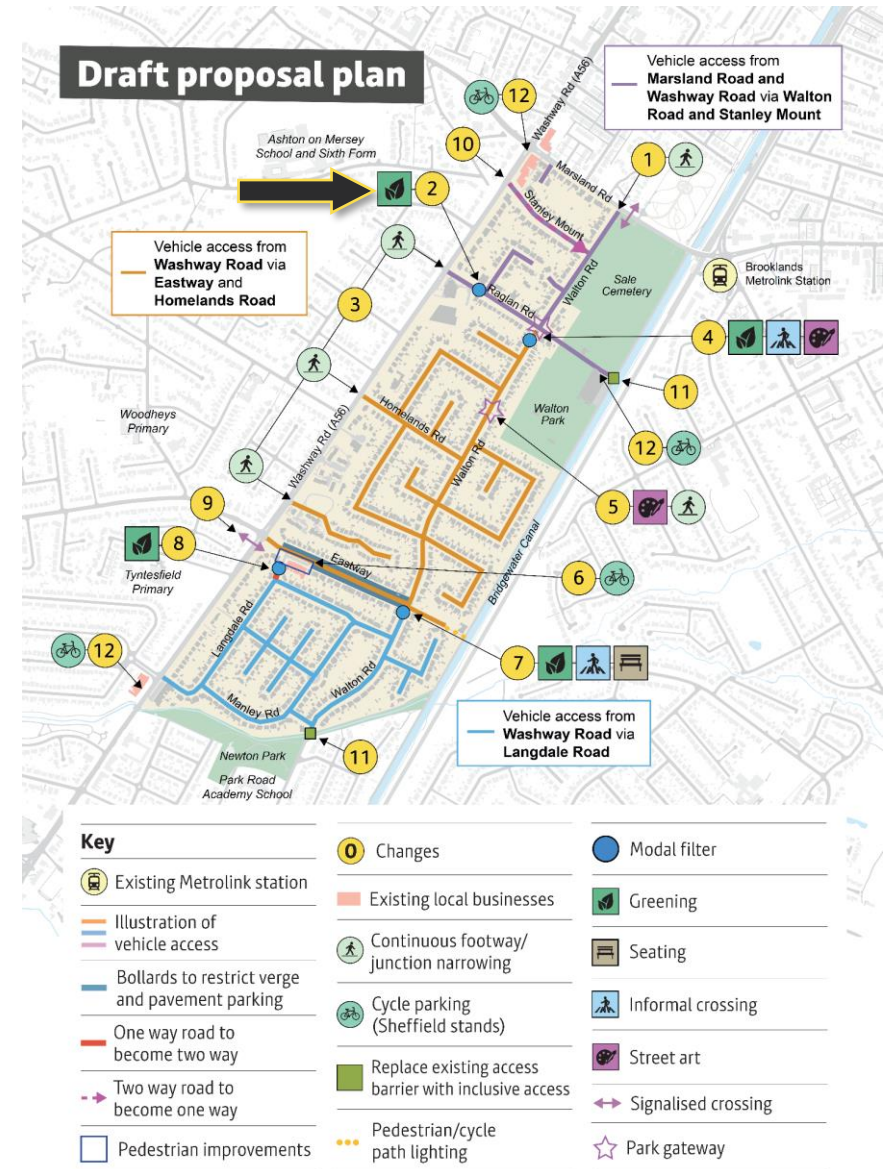 Draft proposal plan
Vehicle access from
Marsland Road and
Washway Road via Walton
Road and Stanley Mount
12
Washway Rd (A56)
Ashton on Mersey
School and Sixth Form
10
Marsland Rd
1
2
Stanley Mount
Vehicle access from
Washway Road via
Eastway and
Homelands Road
Walton Rd
Sale
Cemetery
Brooklands
Metrolink Station
3
Raglan Rd
4
11
Woodheys
Primary
Homelands Rd
Walton
Park
Washway Rd (A56)
Walton Rd
12
5
9
Bridgewater Canal
8
Eastway
6
Tyntesfield
Primary
Langdale Rd
12
7
Walton Rd
Manley Rd
Vehicle access from
Washway Road via
Langdale Road
11
Newton Park
Park Road
Academy School
Key
Existing Metrolink station
Illustration of
vehicle access
Bollards to restrict verge
and pavement parking
One way road to
become two way
Two way road to
become one way
Pedestrian improvements
0 Changes
Existing local businesses
Continuous footway/
junction narrowing
Cycle parking
(Sheffield stands)
Replace existing access
barrier with inclusive access
Pedestrian/cycle
path lighting
Modal filter
Greening
Seating
Informal crossing
Street art
Signalised crossing
Park gateway